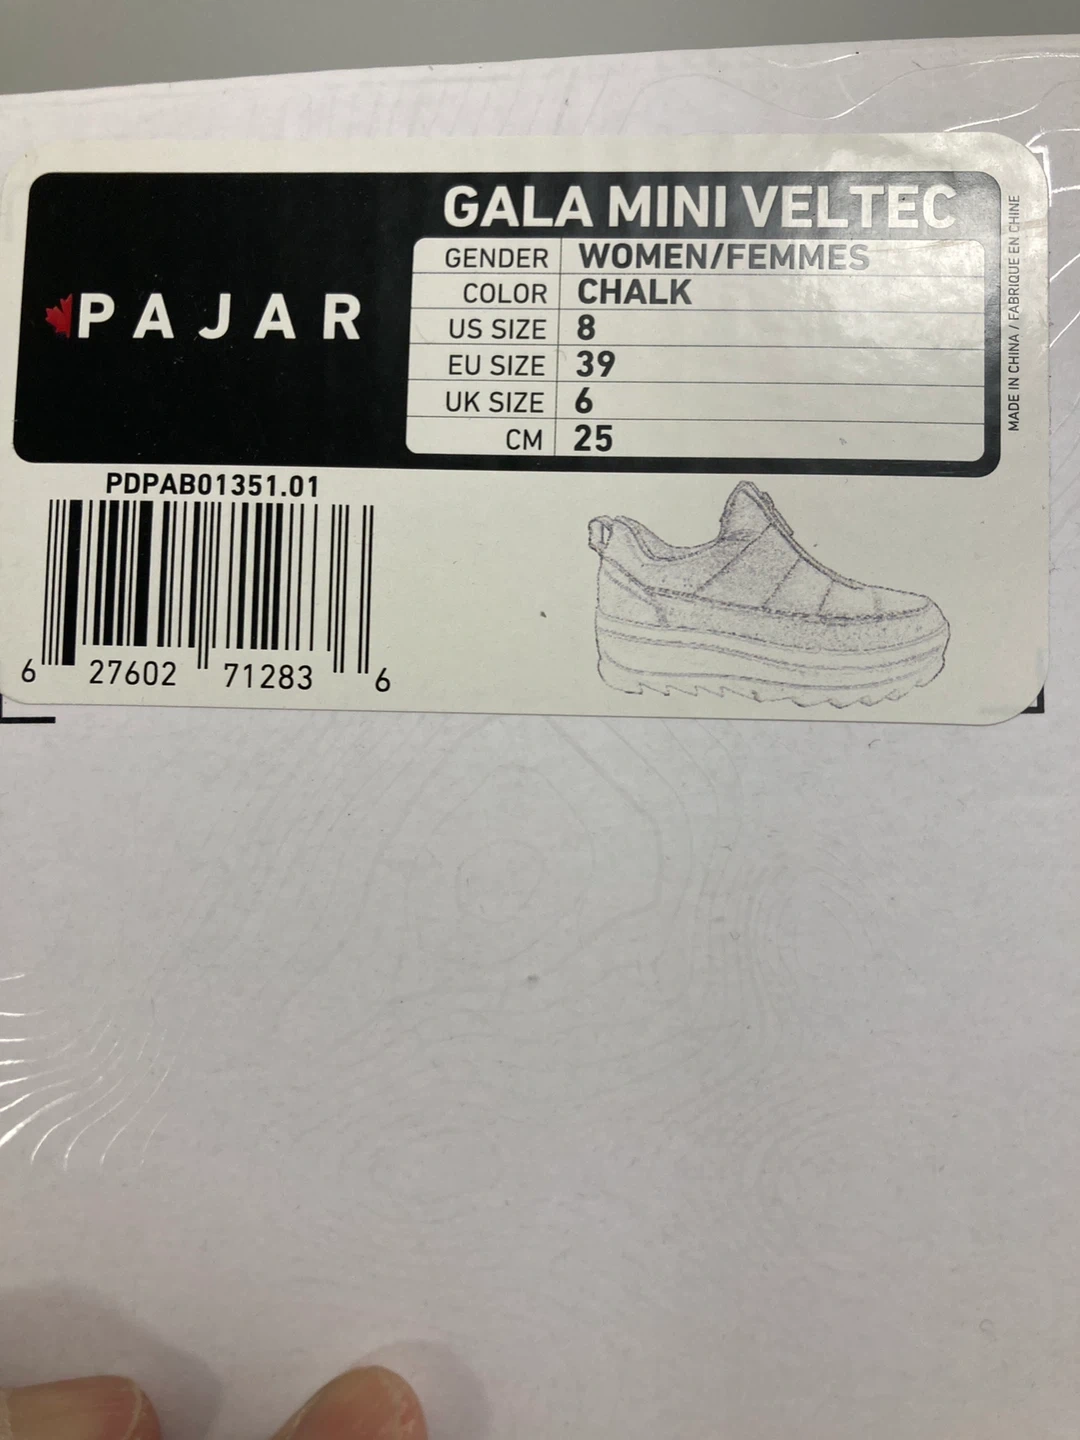 GALA MINI VELTEC
PAJAR
GENDER WOMEN/FEMMES
COLOR CHALK
US SIZE 8
EU SIZE 39
UK SIZE 6
CM 25
MADE IN CHINA / FABRIQUE EN CHINE
PDPAB01351.01
6 27602 71283 6